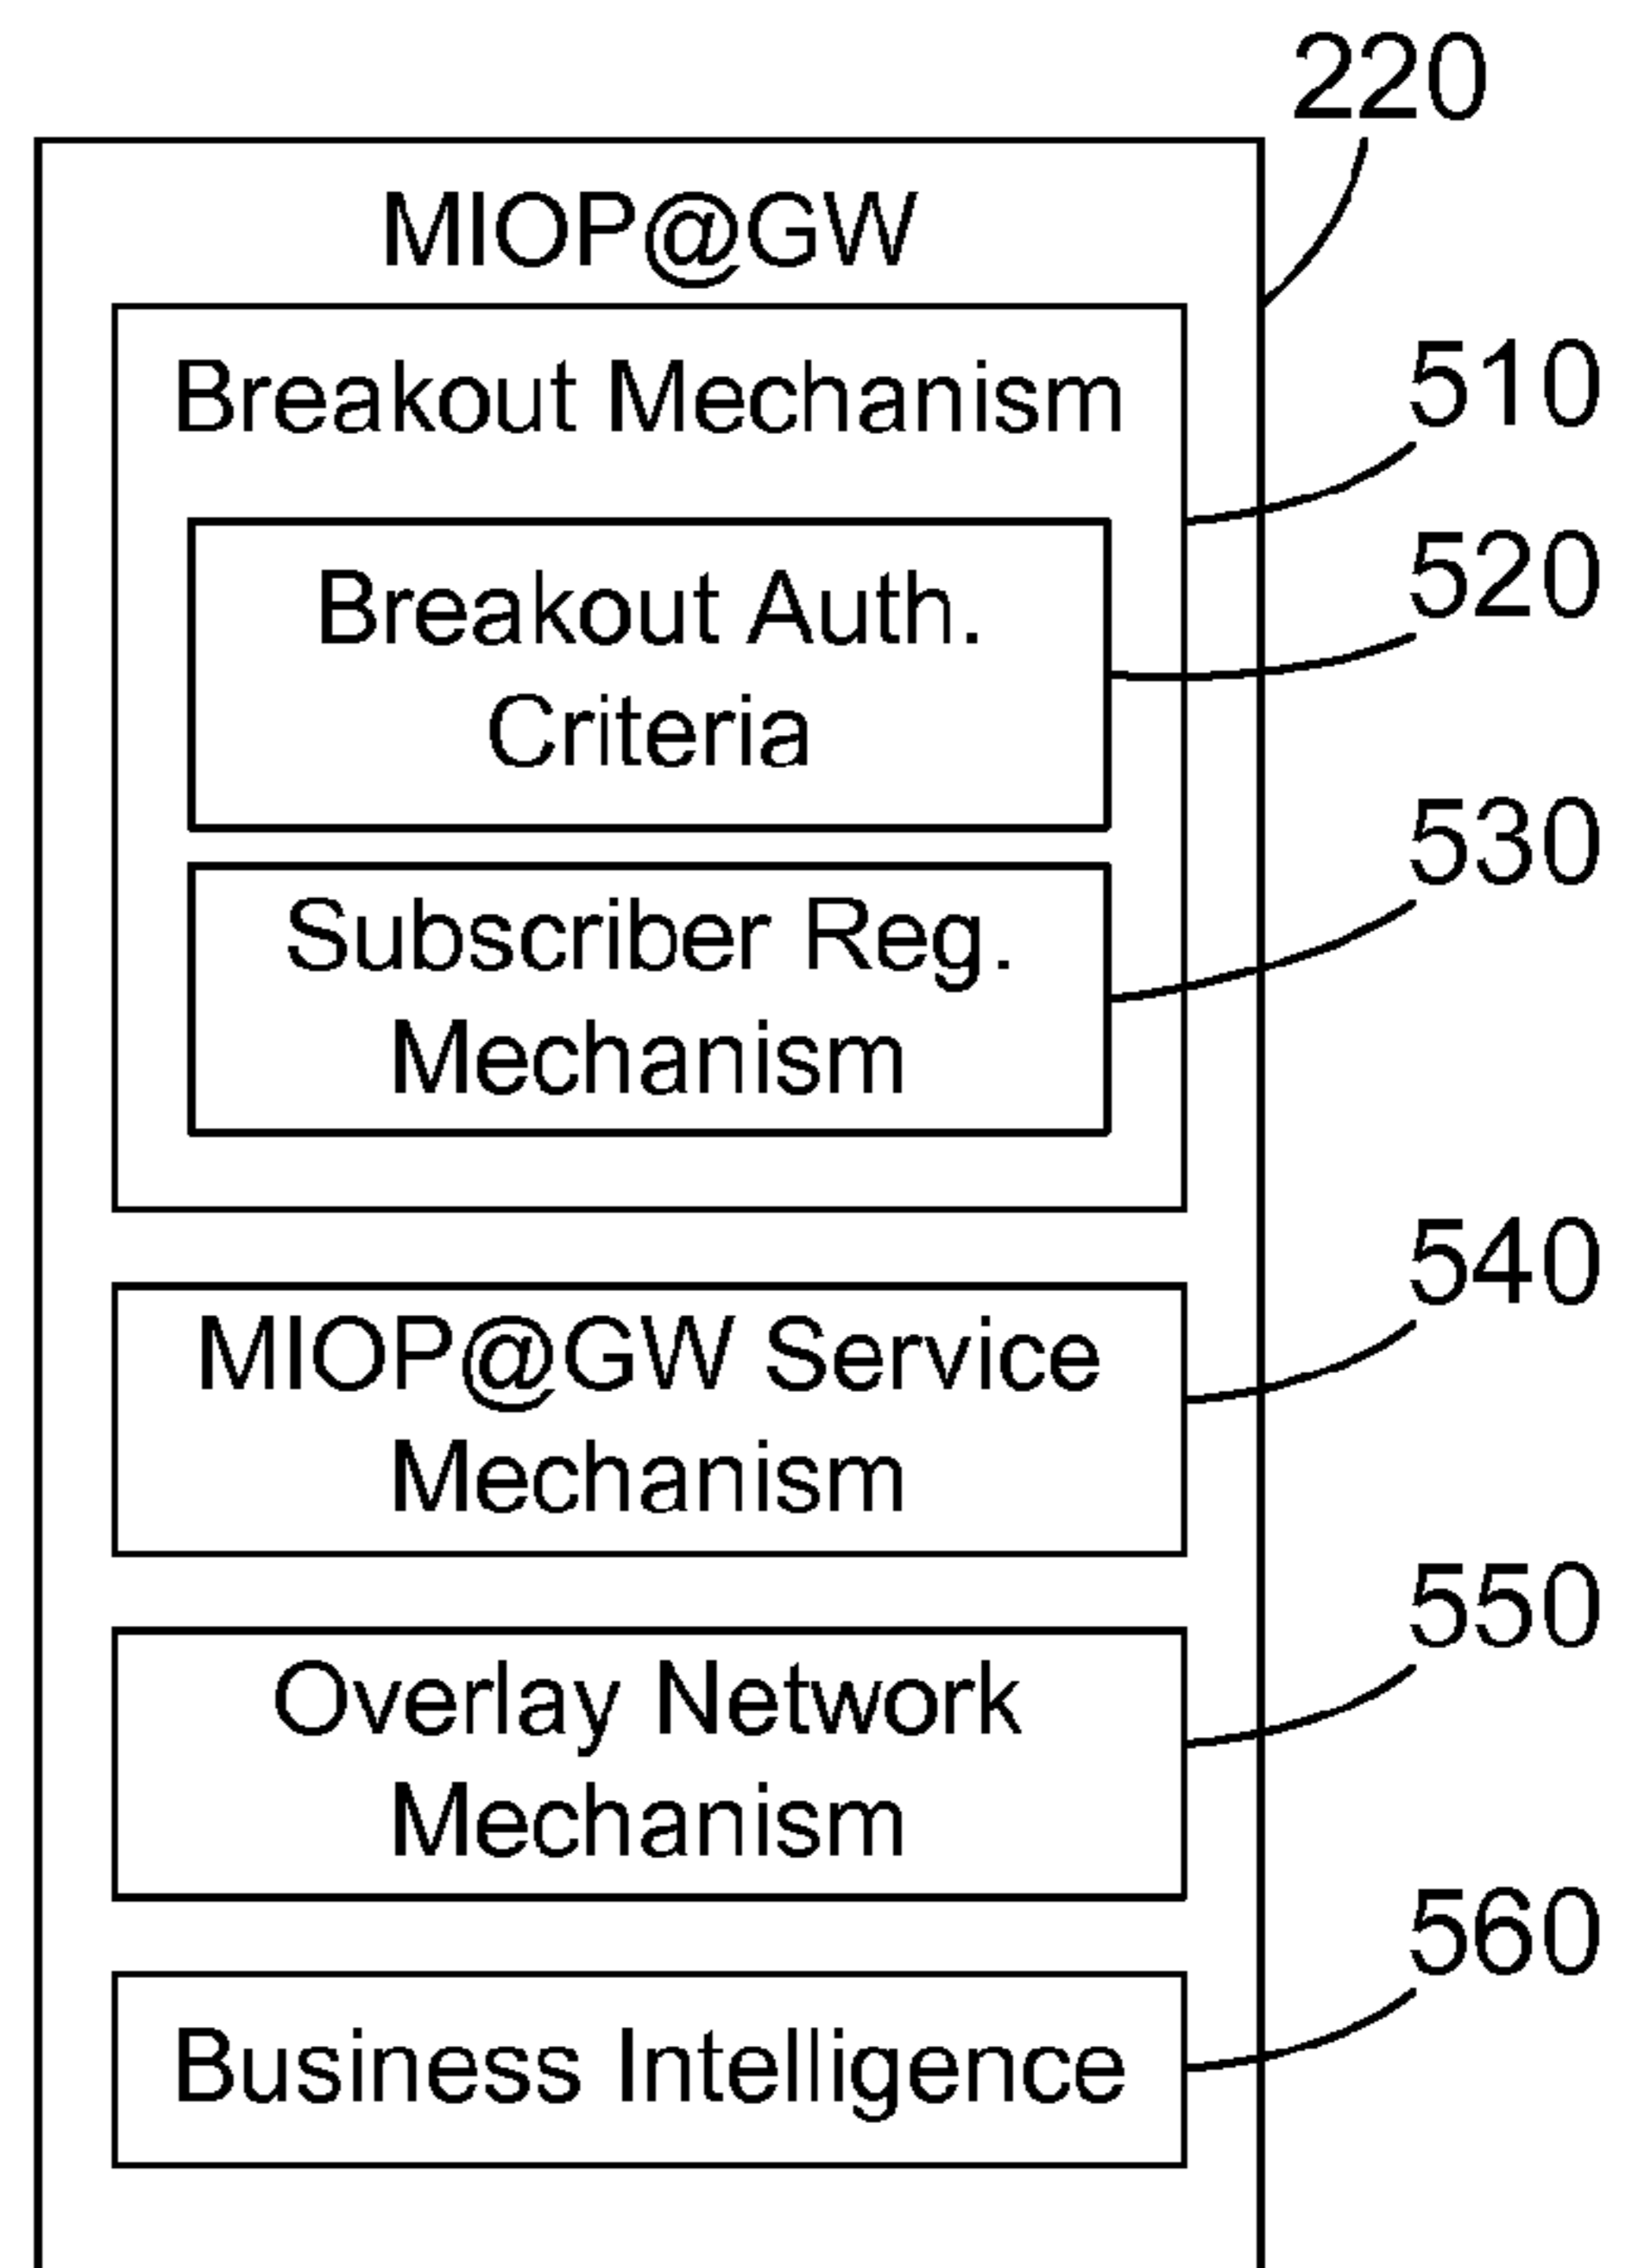 220
MIOP@GW
Breakout Mechanism
510
Breakout Auth.
Criteria
520
Subscriber Reg.
Mechanism
530
MIOP@GW Service
Mechanism
540
Overlay Network
Mechanism
550
Business Intelligence
560